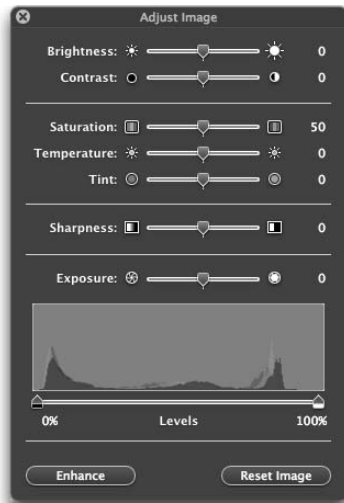 Adjust Image
Brightness: 0
Contrast: 0
Saturation: 50
Temperature: 0
Tint: 0
Sharpness: 0
Exposure: 0
0% Levels 100%
Enhance Reset Image